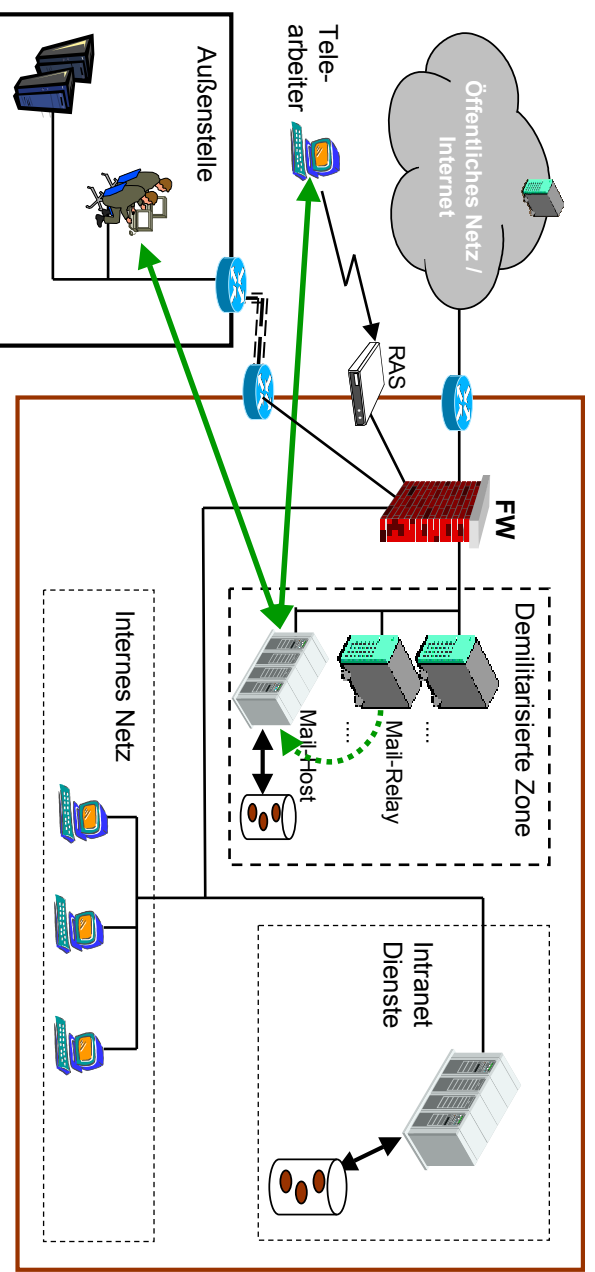 Öffentliches Netz /
Internet
Tele-
arbeiter
Außenstelle
RAS
FW
Demilitarisierte Zone
....
Mail-Relay
....
Mail-Host
Internes Netz
Intranet
Dienste